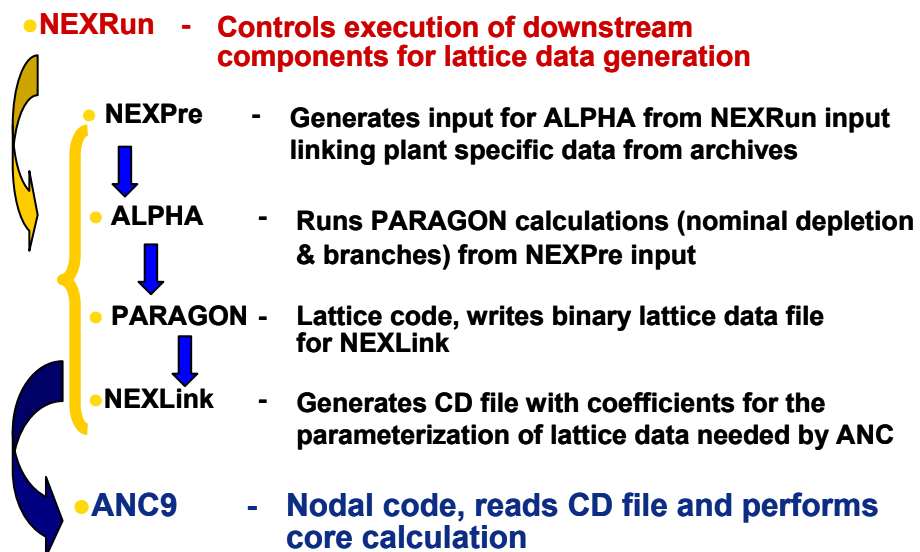 ●NEXRun - Controls execution of downstream
components for lattice data generation
● NEXPre - Generates input for ALPHA from NEXRun input
linking plant specific data from archives
● ALPHA - Runs PARAGON calculations (nominal depletion
& branches) from NEXPre input
● PARAGON - Lattice code, writes binary lattice data file
for NEXLink
●NEXLink - Generates CD file with coefficients for the
parameterization of lattice data needed by ANC
●ANC9 - Nodal code, reads CD file and performs
core calculation